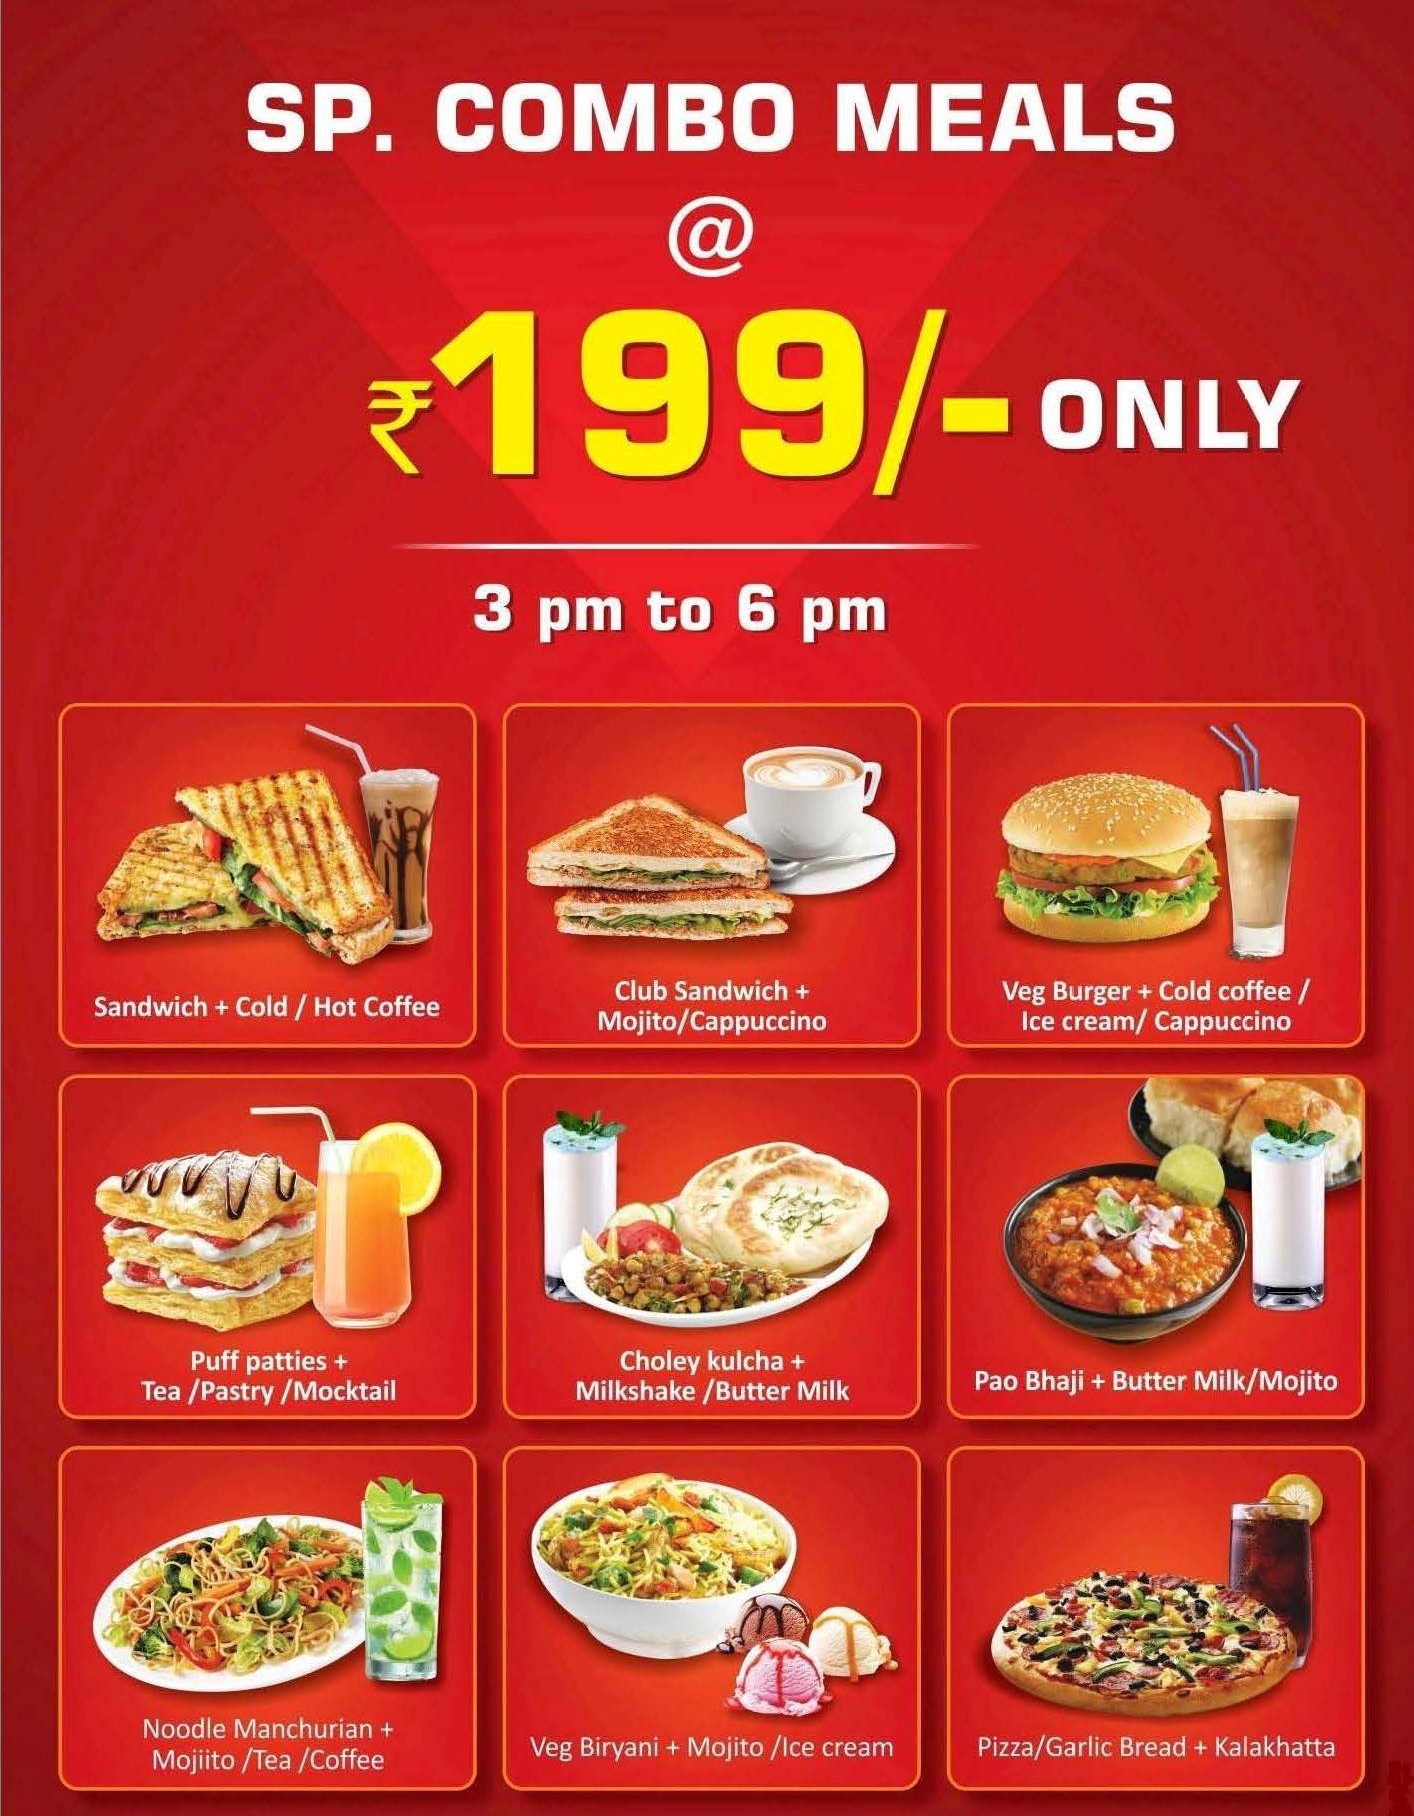 SP. COMBO MEALS
@
₹199/- ONLY
3 pm to 6 pm
Sandwich + Cold / Hot Coffee
Club Sandwich +
Mojito/Cappuccino
Veg Burger + Cold coffee /
Ice cream/ Cappuccino
Puff patties +
Tea /Pastry /Mocktail
Choley kulcha +
Milkshake /Butter Milk
Pao Bhaji + Butter Milk/Mojito
Noodle Manchurian +
Mojiito /Tea /Coffee
Veg Biryani + Mojito /Ice cream
Pizza/Garlic Bread + Kalakhatta